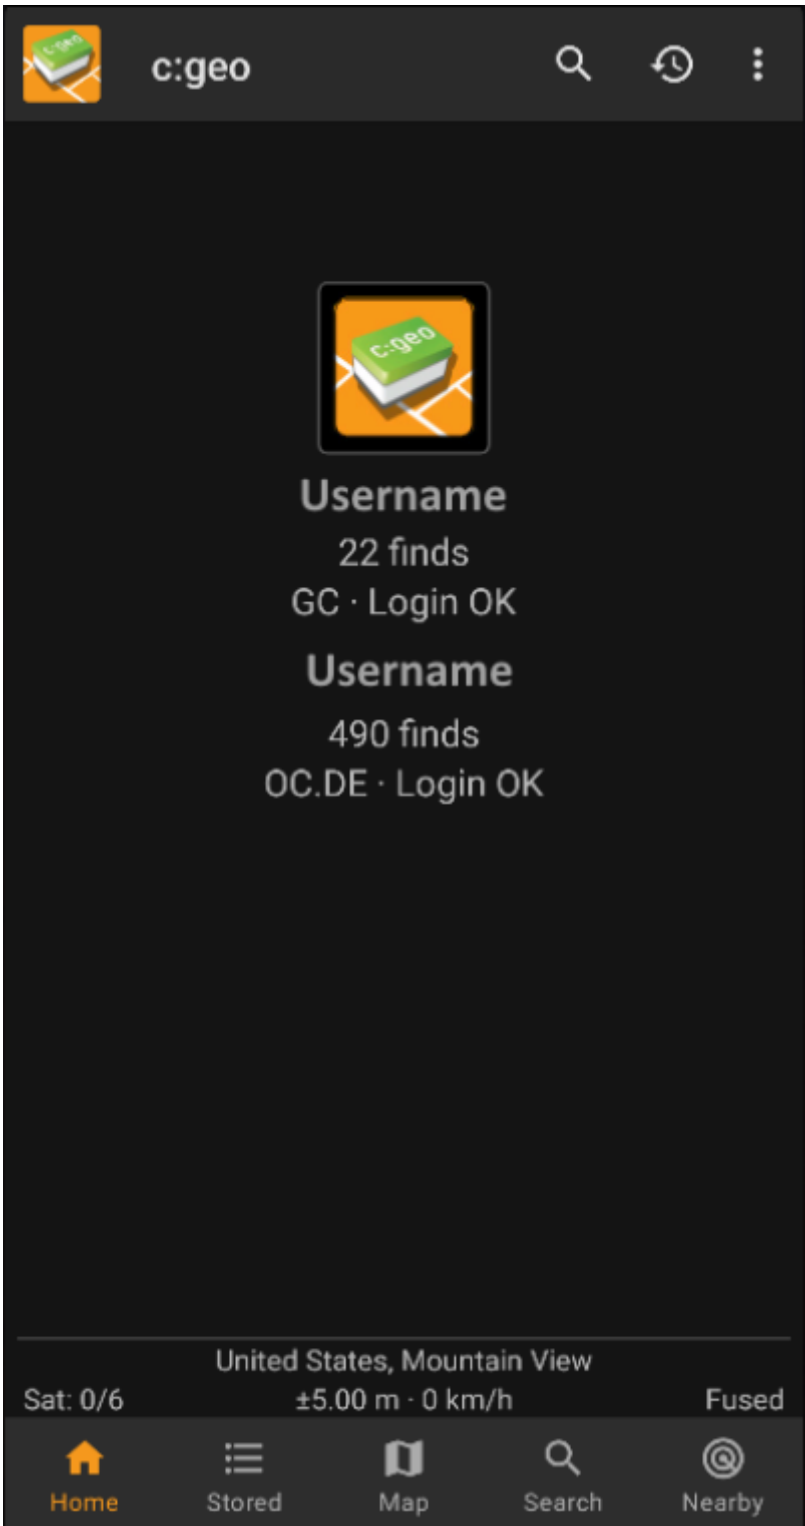 c:geo
c:geo
c:geo
Username
22 finds
GC · Login OK
Username
490 finds
OC.DE · Login OK
United States, Mountain View
Sat: 0/6 ±5.00 m · 0 km/h Fused
Home Stored Map Search Nearby